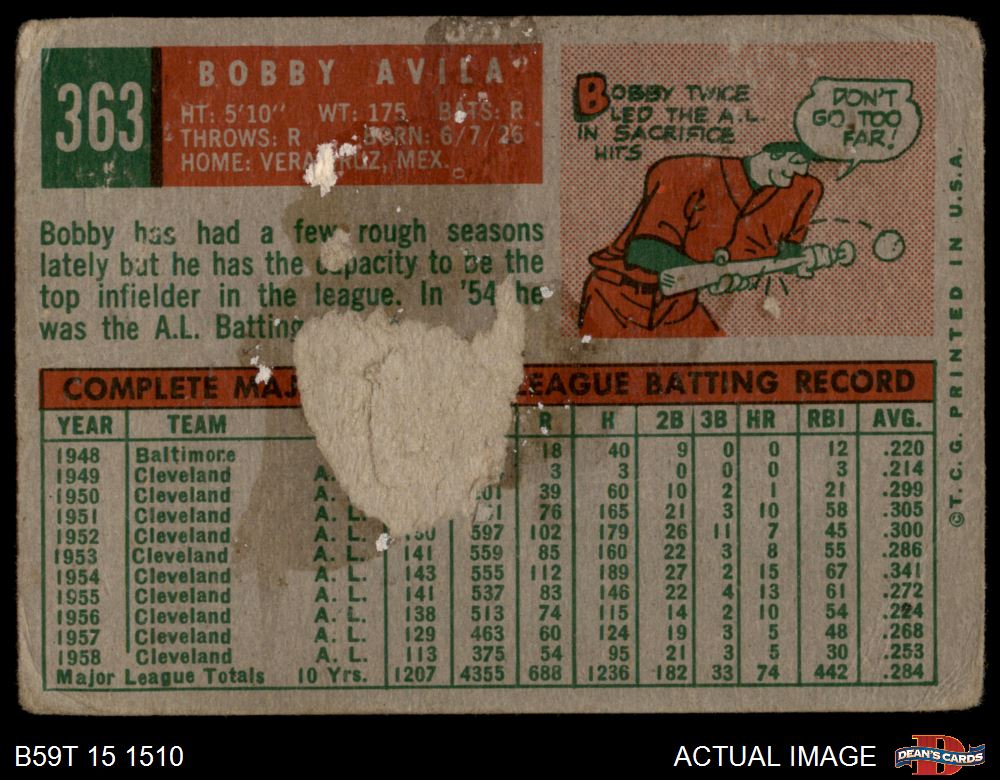 363
BOBBY AVILA
HT: 5'10" WT: 175 BATS: R
THROWS: R BORN: 6/7/26
HOME: VERACRUZ, MEX.
BOBBY TWICE
LED THE A.L.
IN SACRIFICE
HITS
DON'T
GO TOO
FAR!
Bobby has had a few rough seasons
lately but he has the capacity to be the
top infielder in the league. In '54 he
was the A.L. Batting
COMPLETE MAJ LEAGUE BATTING RECORD
YEAR TEAM R H 2B 3B HR RBI AVG.
1948 Baltimore 18 40 9 0 0 12 .220
1949 Cleveland A. 3 3 0 0 0 3 .214
1950 Cleveland A. 39 60 10 2 1 21 .299
1951 Cleveland A. L. 76 165 21 3 10 58 .305
1952 Cleveland A. L. 597 102 179 26 11 7 45 .300
1953 Cleveland A. L. 141 559 85 160 22 3 8 55 .286
1954 Cleveland A. L. 143 555 112 189 27 2 15 67 .341
1955 Cleveland A. L. 141 537 83 146 22 4 13 61 .272
1956 Cleveland A. L. 138 513 74 115 14 2 10 54 .224
1957 Cleveland A. L. 129 463 60 124 19 3 5 48 .268
1958 Cleveland A. L. 113 375 54 95 21 3 5 30 .253
Major League Totals 10 Yrs. 1207 4355 688 1236 182 33 74 442 .284
©T.C.G. PRINTED IN U.S.A.
B59T 15 1510
ACTUAL IMAGE
D
DEAN'S CARDS